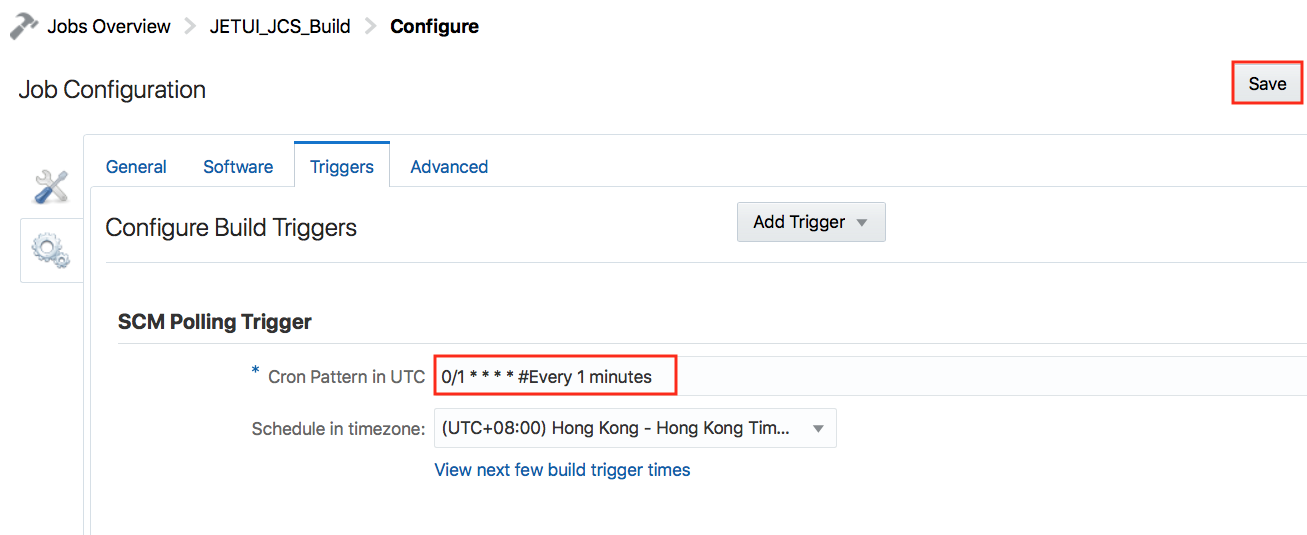 Jobs Overview > JETUI_JCS_Build > Configure
Job Configuration
Save
General Software Triggers Advanced
Configure Build Triggers
Add Trigger
SCM Polling Trigger
* Cron Pattern in UTC 0/1 * * * * #Every 1 minutes
Schedule in timezone: (UTC+08:00) Hong Kong - Hong Kong Tim...
View next few build trigger times